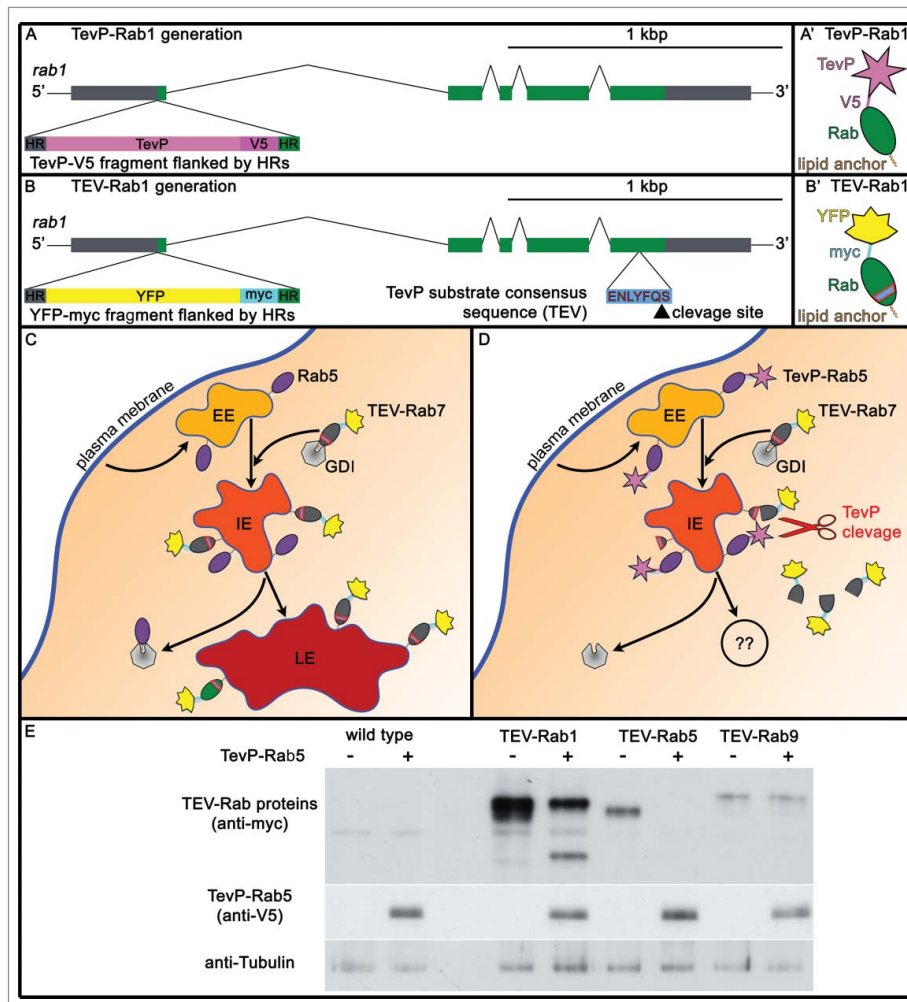 A TevP-Rab1 generation
1 kbp
rab1
5’
3’
HR TevP V5 HR
TevP-V5 fragment flanked by HRs
A’ TevP-Rab1
TevP
V5
Rab
lipid anchor
B TEV-Rab1 generation
1 kbp
rab1
5’
3’
HR YFP myc HR
YFP-myc fragment flanked by HRs
TevP substrate consensus
sequence (TEV)
ENLYFQS
clevage site
B’ TEV-Rab1
YFP
myc
Rab
lipid anchor
C
plasma mebrane
EE
Rab5
TEV-Rab7
GDI
IE
LE
D
plasma mebrane
EE
TevP-Rab5
TEV-Rab7
GDI
IE
TevP
clevage
??
E
wild type TEV-Rab1 TEV-Rab5 TEV-Rab9
TevP-Rab5 - + - + - + - +
TEV-Rab proteins
(anti-myc)
TevP-Rab5
(anti-V5)
anti-Tubulin